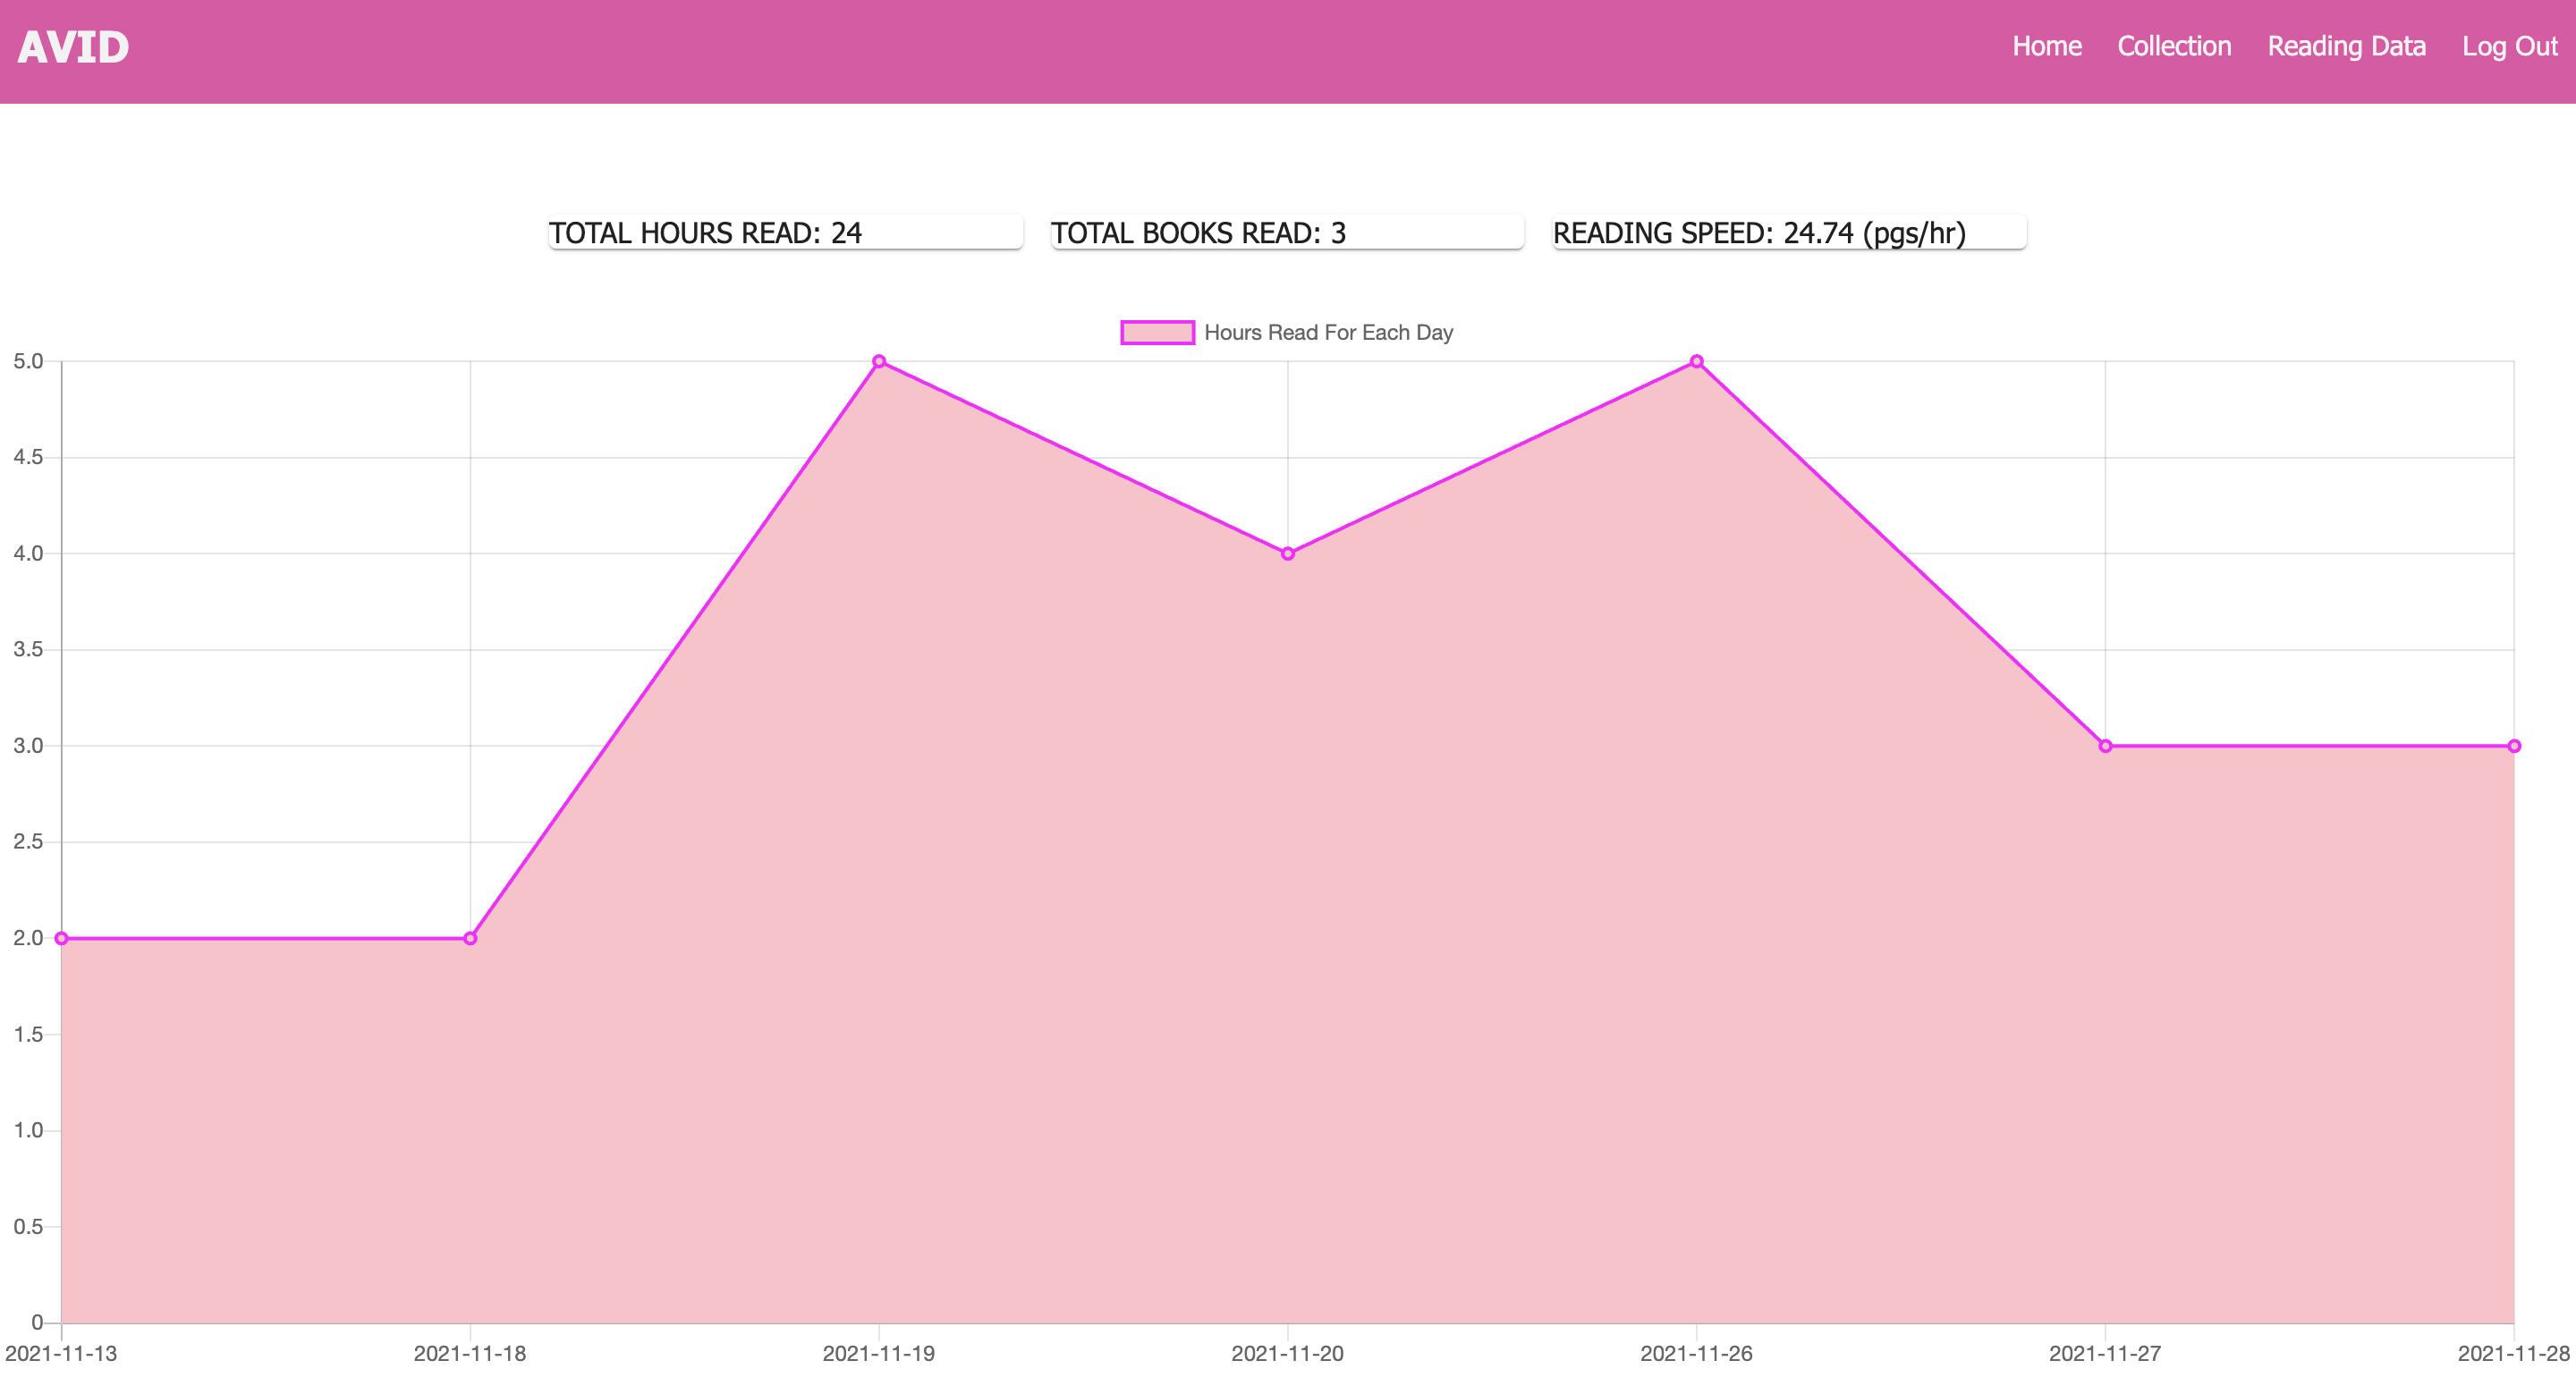 AVID
Home Collection Reading Data Log Out
TOTAL HOURS READ: 24 TOTAL BOOKS READ: 3 READING SPEED: 24.74 (pgs/hr)
Hours Read For Each Day
5.0
4.5
4.0
3.5
3.0
2.5
2.0
1.5
1.0
0.5
0
2021-11-13 2021-11-18 2021-11-19 2021-11-20 2021-11-26 2021-11-27 2021-11-28